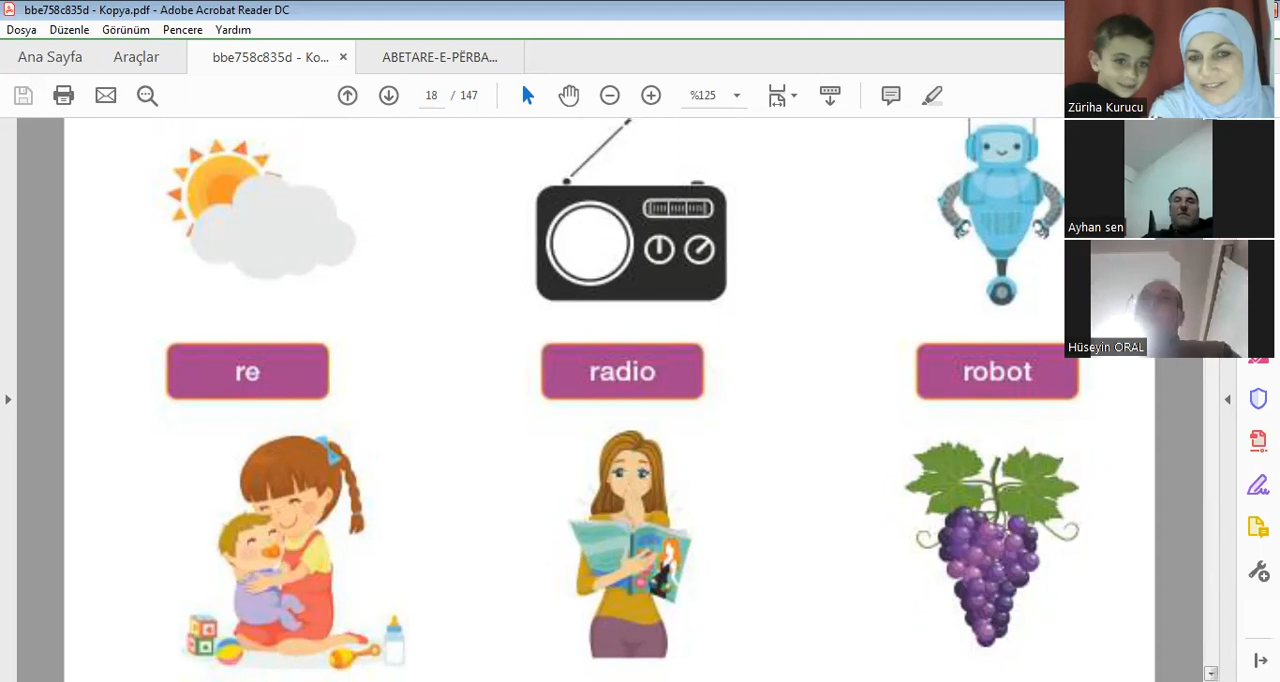 bbe758c835d - Kopya.pdf - Adobe Acrobat Reader DC
Dosya Düzenle Görünüm Pencere Yardım
Ana Sayfa Araçlar bbe758c835d - Ko... × ABETARE-E-PËRBA...
18 / 147 %125
Züriha Kurucu
Ayhan sen
Hüseyin ORAL
re radio robot